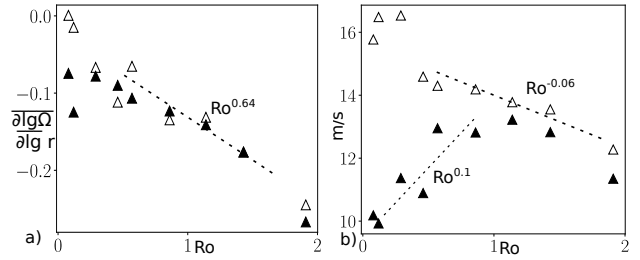 0.0
−0.1
−0.2
∂lgΩ
∂lg r
Ro^0.64
a)
0
1
2
Ro
16
14
12
10
m/s
Ro^-0.06
Ro^0.1
b)
0
1
2
Ro